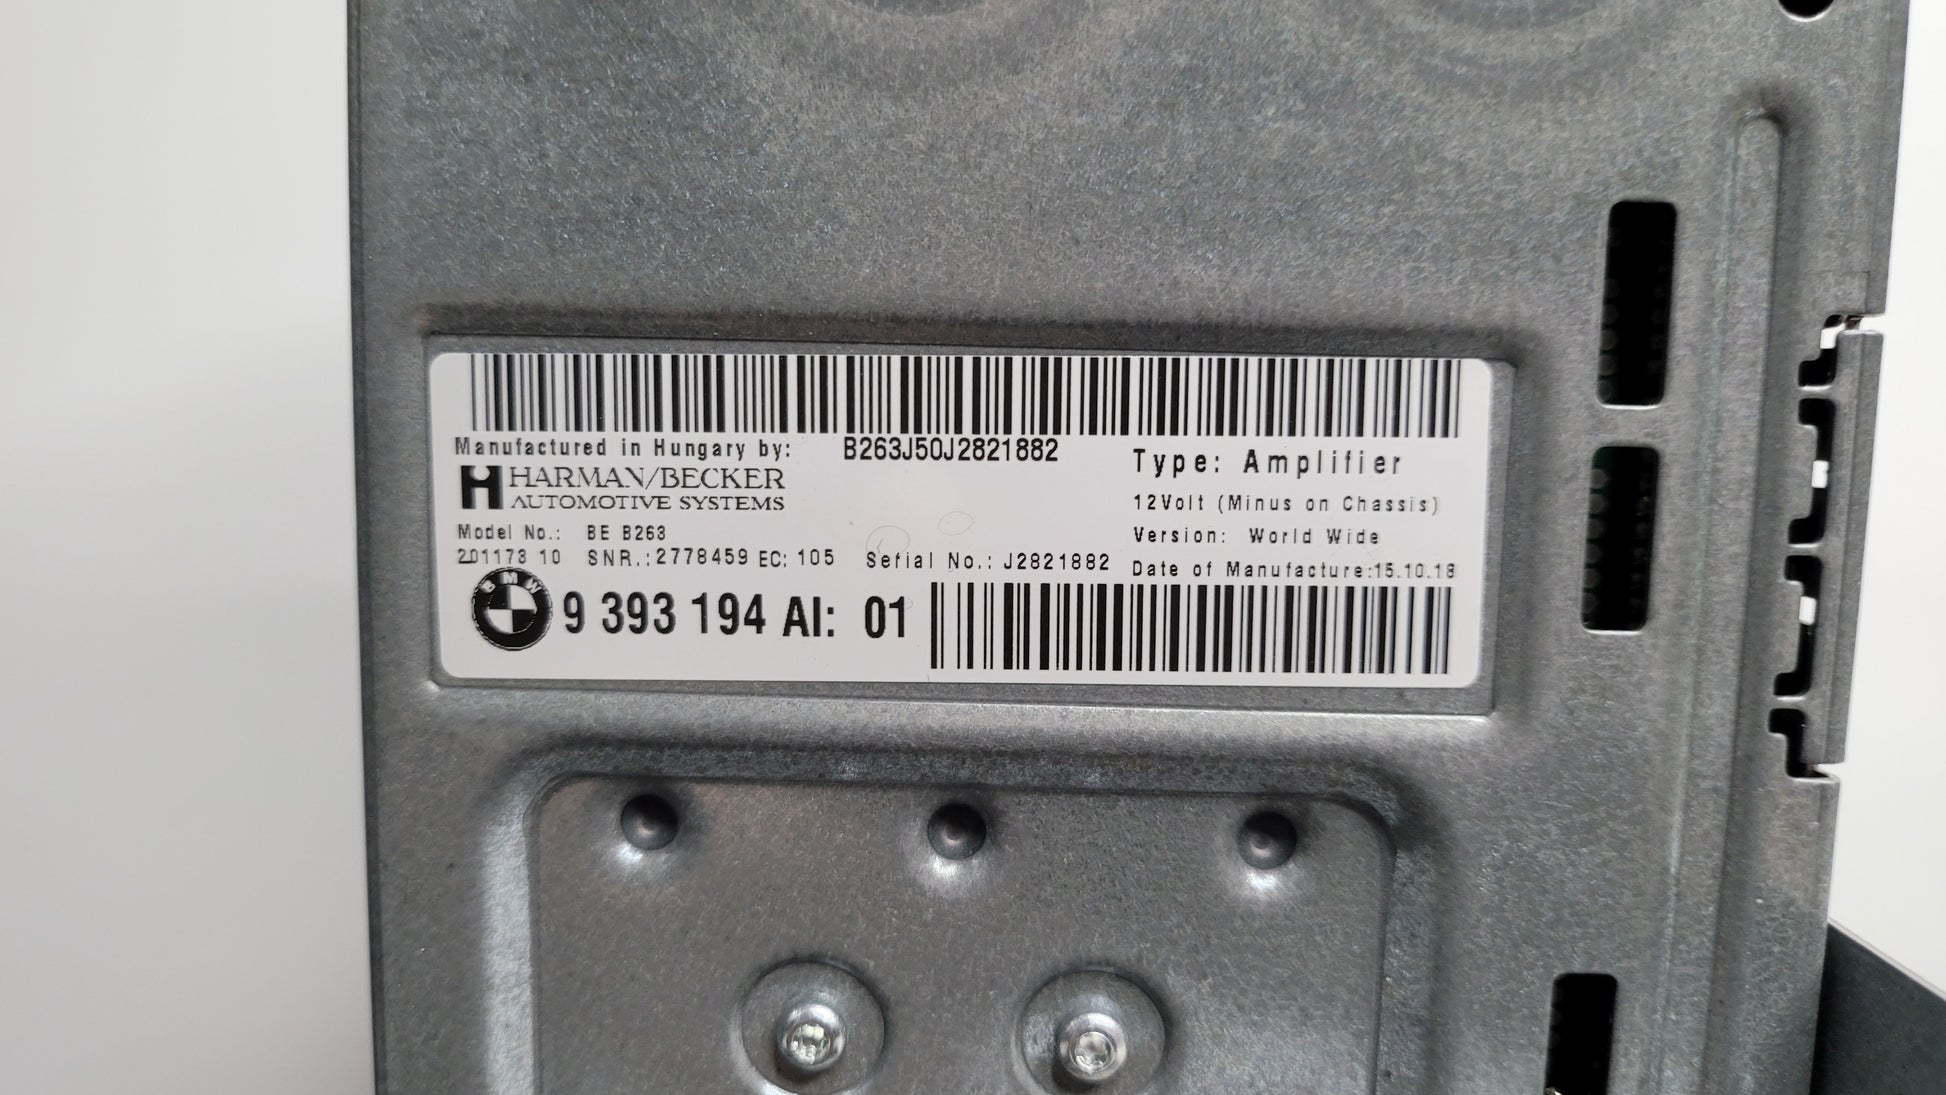 Manufactured in Hungary by: B263J50J2821882
HARMAN/BECKER
AUTOMOTIVE SYSTEMS
Type: Amplifier
12Volt (Minus on Chassis)
Model No.: BE B263
Version: World Wide
201173 10 SNR.:2778459 EC: 105 Serial No.: J2821882
Date of Manufacture:15.10.18
BMW
9 393 194 AI: 01